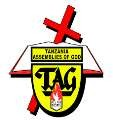 TANZANIA
ASSEMBLIES OF GOD
TAG